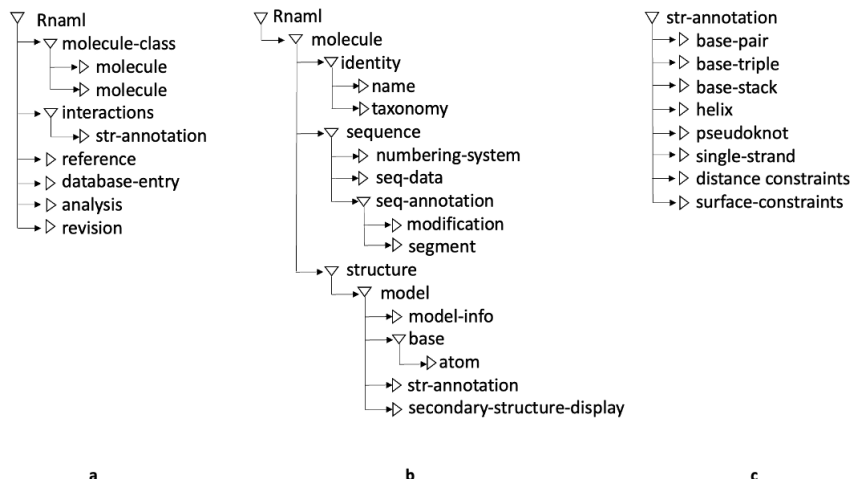 Rnaml
molecule-class
molecule
molecule
interactions
str-annotation
reference
database-entry
analysis
revision
a
Rnaml
molecule
identity
name
taxonomy
sequence
numbering-system
seq-data
seq-annotation
modification
segment
structure
model
model-info
base
atom
str-annotation
secondary-structure-display
b
str-annotation
base-pair
base-triple
base-stack
helix
pseudoknot
single-strand
distance constraints
surface-constraints
c